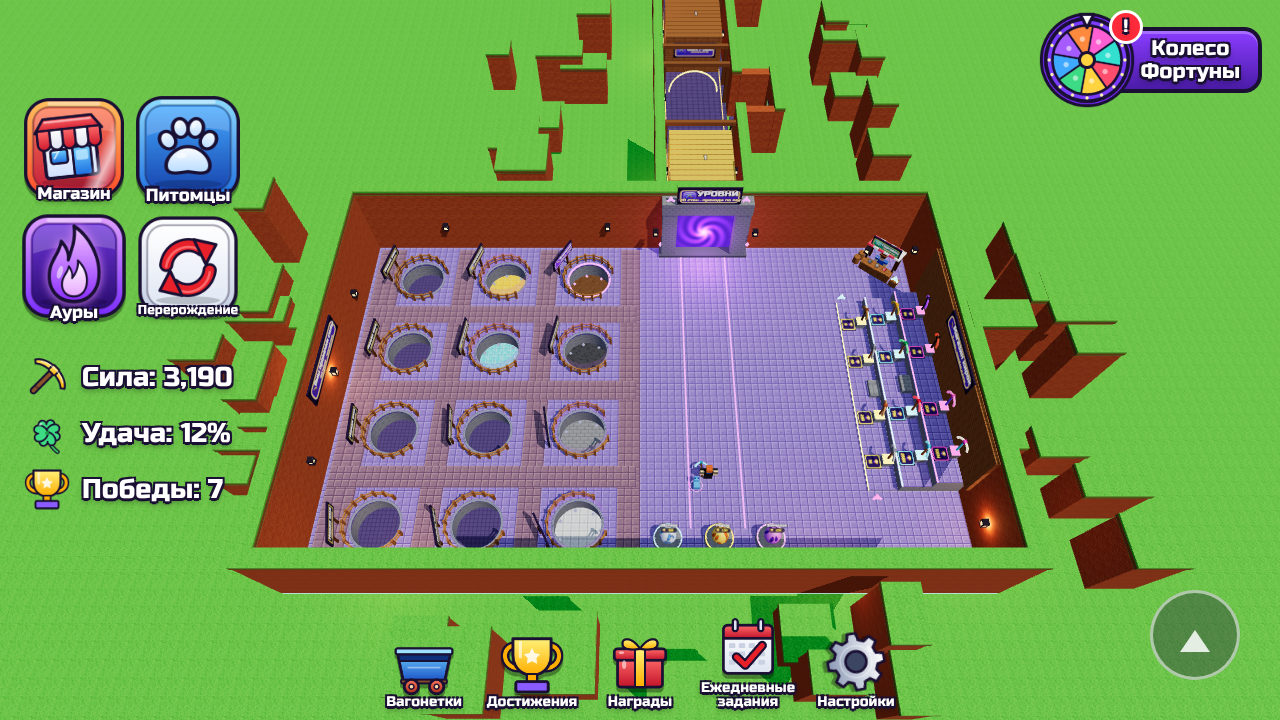 Колесо
Фортуны
!
Магазин
Питомцы
Ауры
Перерождение
УРОВНИ
Сила: 3,190
Удача: 12%
Победы: 7
Вагонетки
Достижения
Награды
Ежедневные
задания
Настройки